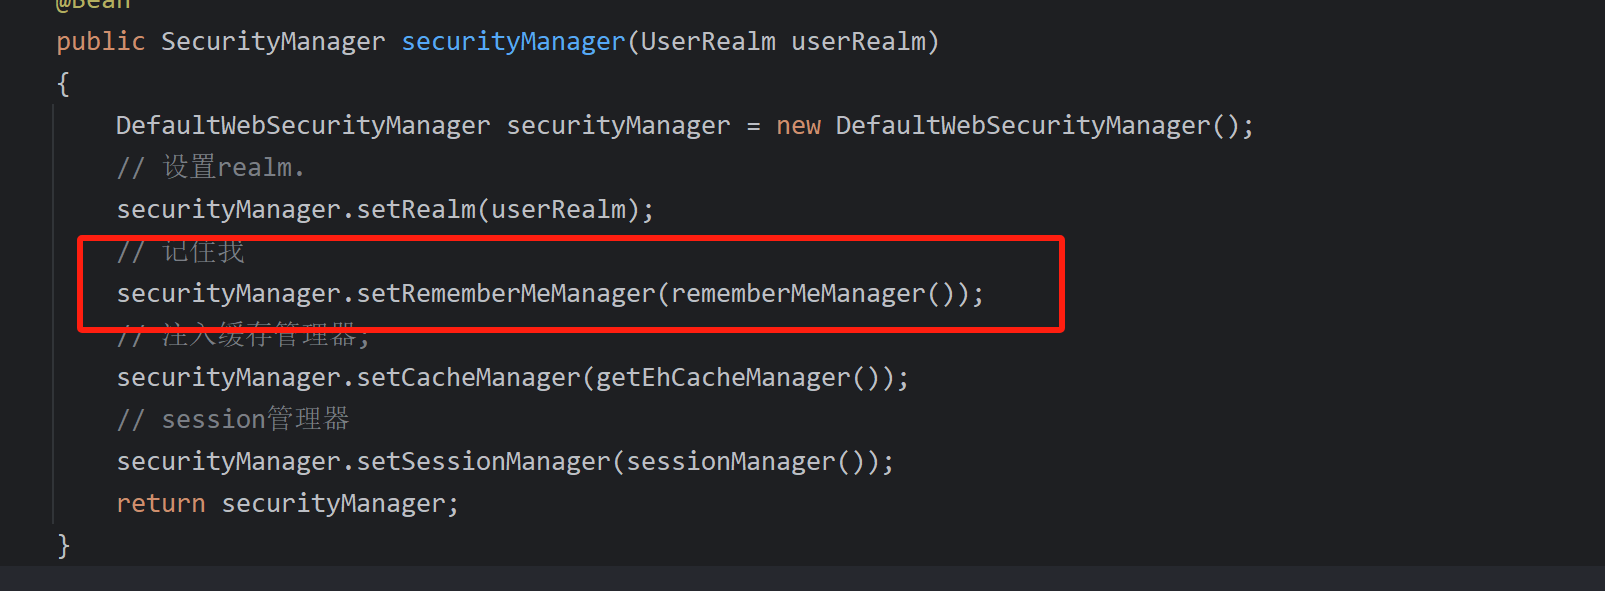 @Bean
public SecurityManager securityManager(UserRealm userRealm)
{
DefaultWebSecurityManager securityManager = new DefaultWebSecurityManager();
// 设置realm.
securityManager.setRealm(userRealm);
// 记住我
securityManager.setRememberMeManager(rememberMeManager());
// 注入缓存管理器;
securityManager.setCacheManager(getEhCacheManager());
// session管理器
securityManager.setSessionManager(sessionManager());
return securityManager;
}